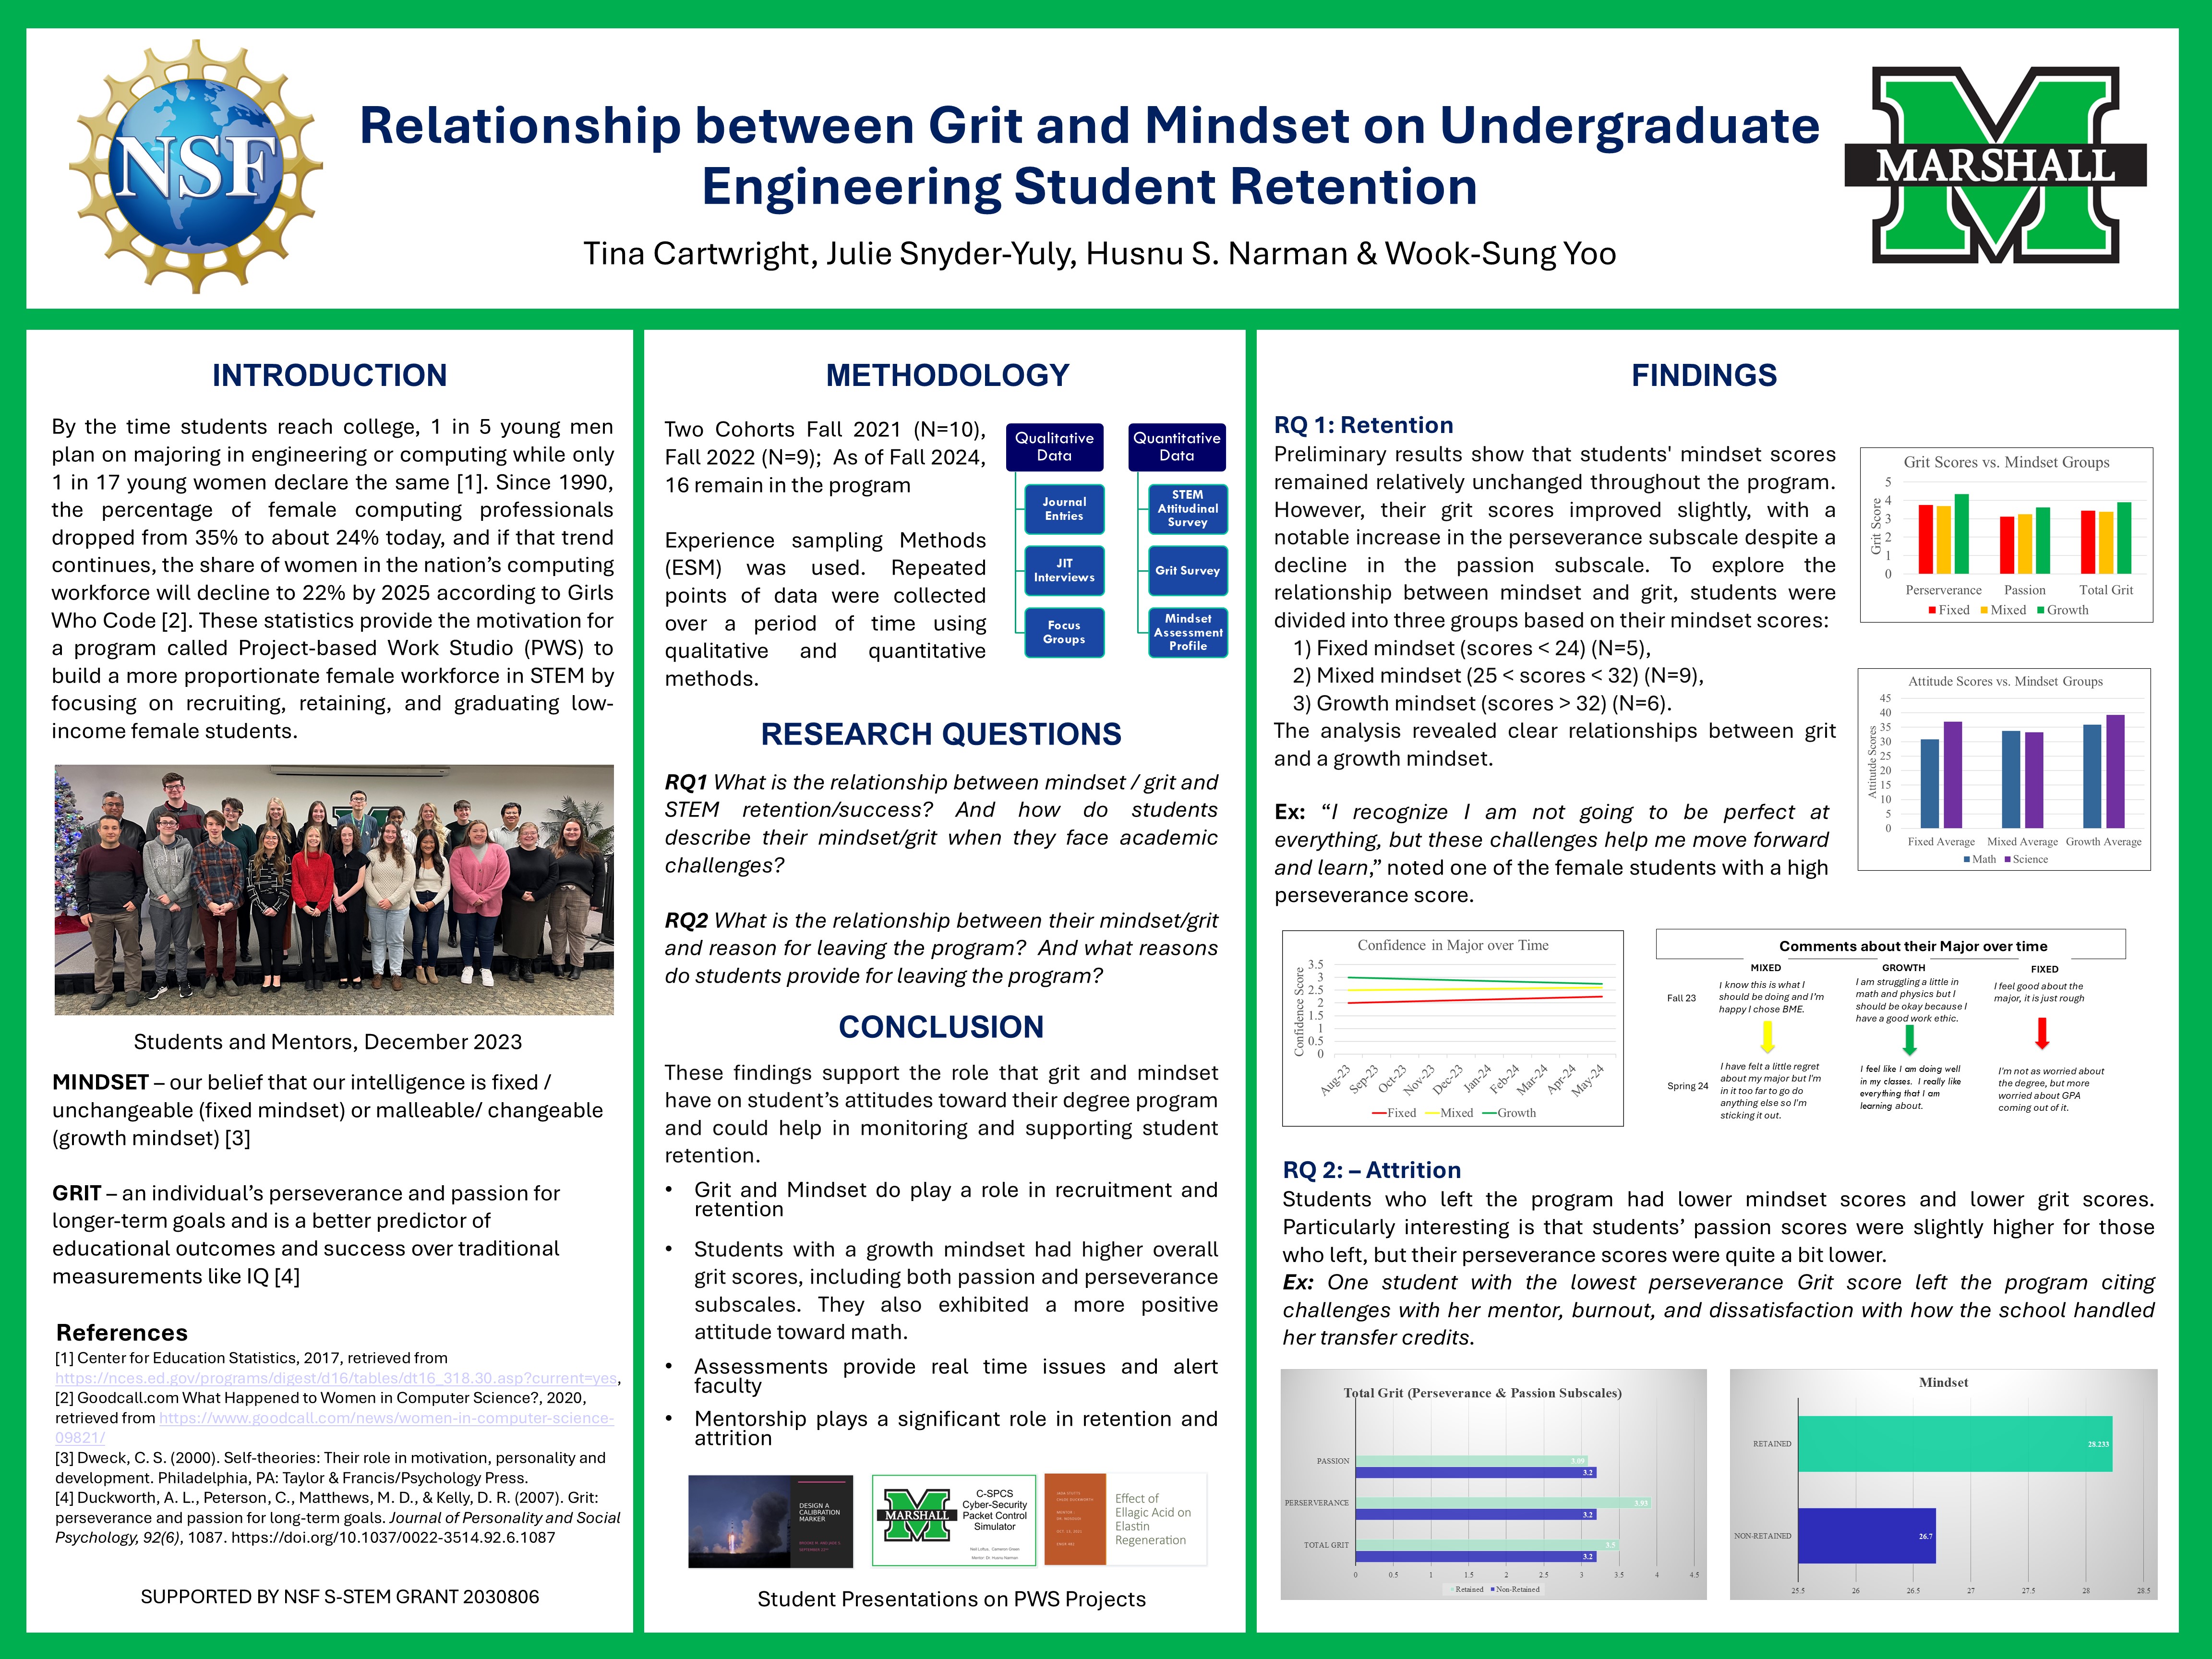 NSF
Relationship between Grit and Mindset on Undergraduate
Engineering Student Retention
Tina Cartwright, Julie Snyder-Yuly, Husnu S. Narman & Wook-Sung Yoo
MARSHALL
INTRODUCTION
By the time students reach college, 1 in 5 young men
plan on majoring in engineering or computing while only
1 in 17 young women declare the same [1]. Since 1990,
the percentage of female computing professionals
dropped from 35% to about 24% today, and if that trend
continues, the share of women in the nation's computing
workforce will decline to 22% by 2025 according to Girls
Who Code [2]. These statistics provide the motivation for
a program called Project-based Work Studio (PWS) to
build a more proportionate female workforce in STEM by
focusing on recruiting, retaining, and graduating low-
income female students.
Students and Mentors, December 2023
MINDSET – our belief that our intelligence is fixed /
unchangeable (fixed mindset) or malleable/ changeable
(growth mindset) [3]
GRIT – an individual's perseverance and passion for
longer-term goals and is a better predictor of
educational outcomes and success over traditional
measurements like IQ [4]
References
[1] Center for Education Statistics, 2017, retrieved from
https://nces.ed.gov/programs/digest/d16/tables/dt16_318.30.asp?current=yes,
[2] Goodcall.com What Happened to Women in Computer Science?, 2020,
retrieved from https://www.goodcall.com/news/women-in-computer-science-
09821/
[3] Dweck, C. S. (2000). Self-theories: Their role in motivation, personality and
development. Philadelphia, PA: Taylor & Francis/Psychology Press.
[4] Duckworth, A. L., Peterson, C., Matthews, M. D., & Kelly, D. R. (2007). Grit:
perseverance and passion for long-term goals. Journal of Personality and Social
Psychology, 92(6), 1087. https://doi.org/10.1037/0022-3514.92.6.1087
SUPPORTED BY NSF S-STEM GRANT 2030806
METHODOLOGY
Two Cohorts Fall 2021 (N=10),
Fall 2022 (N=9); As of Fall 2024,
16 remain in the program
Experience sampling Methods
(ESM) was used. Repeated
points of data were collected
over a period of time using
qualitative and quantitative
methods.
Qualitative
Data
Journal
Entries
JIT
Interviews
Focus
Groups
Quantitative
Data
STEM
Attitudinal
Survey
Grit Survey
Mindset
Assessment
Profile
RESEARCH QUESTIONS
RQ1 What is the relationship between mindset / grit and
STEM retention/success? And how do students
describe their mindset/grit when they face academic
challenges?
RQ2 What is the relationship between their mindset/grit
and reason for leaving the program? And what reasons
do students provide for leaving the program?
CONCLUSION
These findings support the role that grit and mindset
have on student's attitudes toward their degree program
and could help in monitoring and supporting student
retention.
• Grit and Mindset do play a role in recruitment and
retention
• Students with a growth mindset had higher overall
grit scores, including both passion and perseverance
subscales. They also exhibited a more positive
attitude toward math.
• Assessments provide real time issues and alert
faculty
• Mentorship plays a significant role in retention and
attrition
DESIGN A
CALIBRATION
MARKER
MARSHALL
C-SPCS
Cyber-Security
Packet Control
Simulator
Effect of
Ellagic Acid on
Elastin
Regeneration
Student Presentations on PWS Projects
FINDINGS
RQ 1: Retention
Preliminary results show that students' mindset scores
remained relatively unchanged throughout the program.
However, their grit scores improved slightly, with a
notable increase in the perseverance subscale despite a
decline in the passion subscale. To explore the
relationship between mindset and grit, students were
divided into three groups based on their mindset scores:
1) Fixed mindset (scores < 24) (N=5),
2) Mixed mindset (25 < scores < 32) (N=9),
3) Growth mindset (scores > 32) (N=6).
The analysis revealed clear relationships between grit
and a growth mindset.
Ex: "I recognize I am not going to be perfect at
everything, but these challenges help me move forward
and learn," noted one of the female students with a high
perseverance score.
Grit Scores vs. Mindset Groups
Grit Score
5
4
3
2
1
0
Perserverance Passion Total Grit
Fixed Mixed Growth
Attitude Scores vs. Mindset Groups
Attitutde Scores
45
40
35
30
25
20
15
10
5
0
Fixed Average Mixed Average Growth Average
Math Science
Confidence in Major over Time
Confidence Score
3.5
3
2.5
2
1.5
1
0.5
0
Aug-23 Sep-23 Oct-23 Nov-23 Dec-23 Jan-24 Feb-24 Mar-24 Apr-24 May-24
Fixed Mixed Growth
Comments about their Major over time
MIXED GROWTH FIXED
Fall 23
I know this is what I
should be doing and I'm
happy I chose BME.
I am struggling a little in
math and physics but I
should be okay because I
have a good work ethic.
I feel good about the
major, it is just rough
Spring 24
I have felt a little regret
about my major but I'm
in it too far to go do
anything else so I'm
sticking it out.
I feel like I am doing well
in my classes. I really like
everything that I am
learning about.
I'm not as worried about
the degree, but more
worried about GPA
coming out of it.
RQ 2: – Attrition
Students who left the program had lower mindset scores and lower grit scores.
Particularly interesting is that students' passion scores were slightly higher for those
who left, but their perseverance scores were quite a bit lower.
Ex: One student with the lowest perseverance Grit score left the program citing
challenges with her mentor, burnout, and dissatisfaction with how the school handled
her transfer credits.
Total Grit (Perseverance & Passion Subscales)
PASSION
3.09
3.2
PERSERVERANCE
3.93
3.2
TOTAL GRIT
3.5
3.2
0 0.5 1 1.5 2 2.5 3 3.5 4 4.5
Retained Non-Retained
Mindset
RETAINED
28.233
NON-RETAINED
26.7
25.5 26 26.5 27 27.5 28 28.5